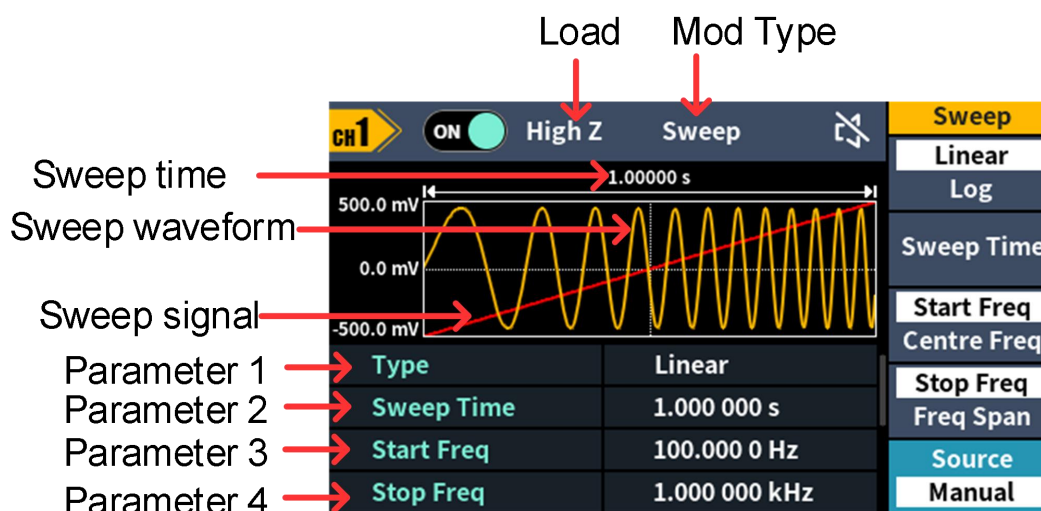 Load Mod Type
CH1 ON High Z Sweep Sweep
Linear
Log
Sweep time 1.00000 s
500.0 mV
Sweep waveform
Sweep Time
0.0 mV
Sweep signal
-500.0 mV
Start Freq
Centre Freq
Parameter 1 Type Linear
Stop Freq
Parameter 2 Sweep Time 1.000 000 s
Freq Span
Parameter 3 Start Freq 100.000 0 Hz
Source
Parameter 4 Stop Freq 1.000 000 kHz
Manual